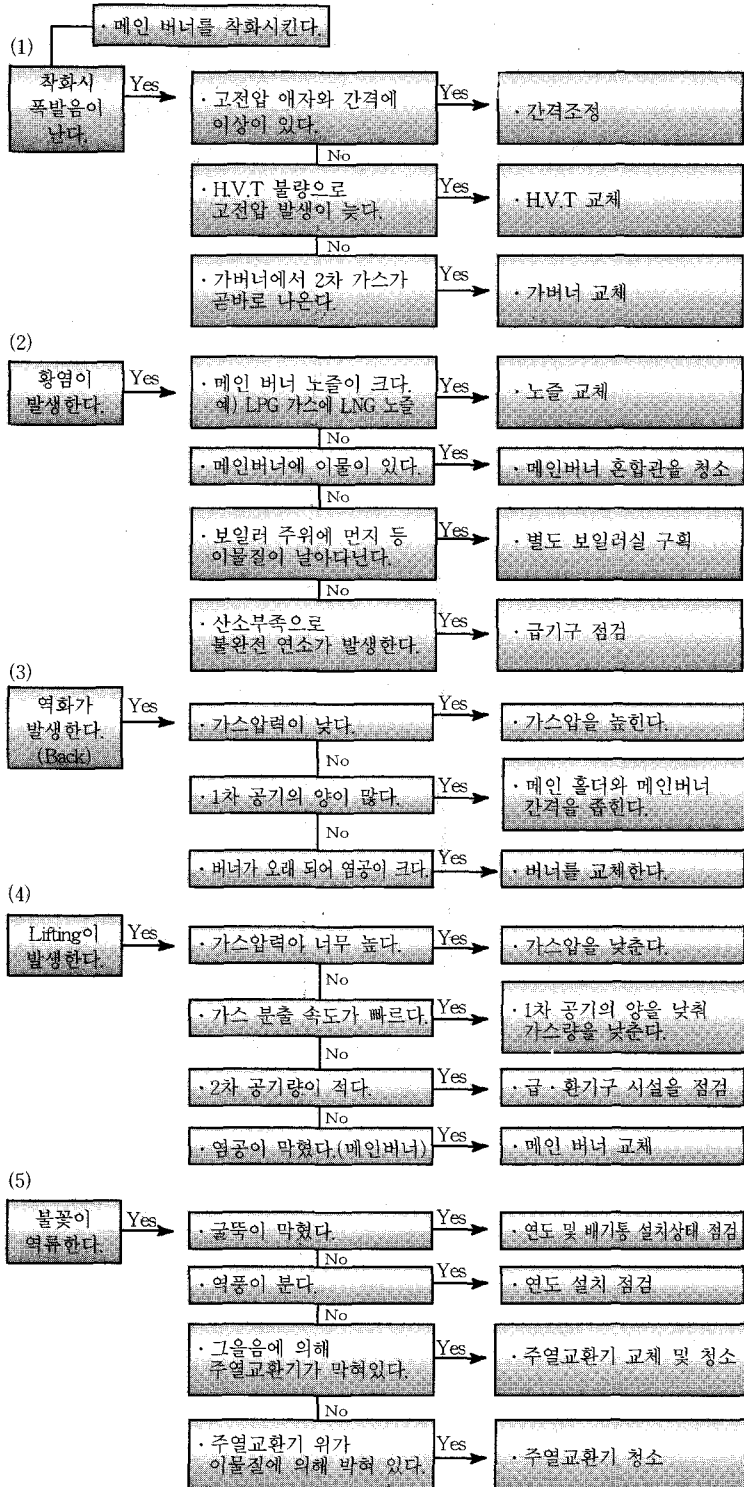 · 메인 버너를 착화시킨다.
(1)
착화시
폭발음이
난다.
Yes
· 고전압 애자와 간격에
이상이 있다.
Yes
· 간격조정
No
· H.V.T 불량으로
고전압 발생이 늦다.
Yes
· H.V.T 교체
No
· 가버너에서 2차 가스가
곧바로 나온다.
Yes
· 가버너 교체
(2)
황염이
발생한다.
Yes
· 메인 버너 노즐이 크다.
예) LPG 가스에 LNG 노즐
Yes
· 노즐 교체
No
· 메인버너에 이물이 있다.
Yes
· 메인버너 혼합관을 청소
No
· 보일러 주위에 먼지 등
이물질이 날아다닌다.
Yes
· 별도 보일러실 구획
No
· 산소부족으로
불완전 연소가 발생한다.
Yes
· 급기구 점검
(3)
역화가
발생한다.
(Back)
Yes
· 가스압력이 낮다.
Yes
· 가스압을 높힌다.
No
· 1차 공기의 양이 많다.
Yes
· 메인 홀더와 메인버너
간격을 좁힌다.
No
· 버너가 오래 되어 염공이 크다.
Yes
· 버너를 교체한다.
(4)
Lifting이
발생한다.
Yes
· 가스압력이 너무 높다.
Yes
· 가스압을 낮춘다.
No
· 가스 분출 속도가 빠르다.
Yes
· 1차 공기의 양을 낮춰
가스량을 낮춘다.
No
· 2차 공기량이 적다.
Yes
· 급 · 환기구 시설을 점검
No
· 염공이 막혔다.(메인버너)
Yes
· 메인 버너 교체
(5)
불꽃이
역류한다.
Yes
· 굴뚝이 막혔다.
Yes
· 연도 및 배기통 설치상태 점검
No
· 역풍이 분다.
Yes
· 연도 설치 점검
No
· 그을음에 의해
주열교환기가 막혀있다.
Yes
· 주열교환기 교체 및 청소
No
· 주열교환기 위가
이물질에 의해 박혀 있다.
Yes
· 주열교환기 청소